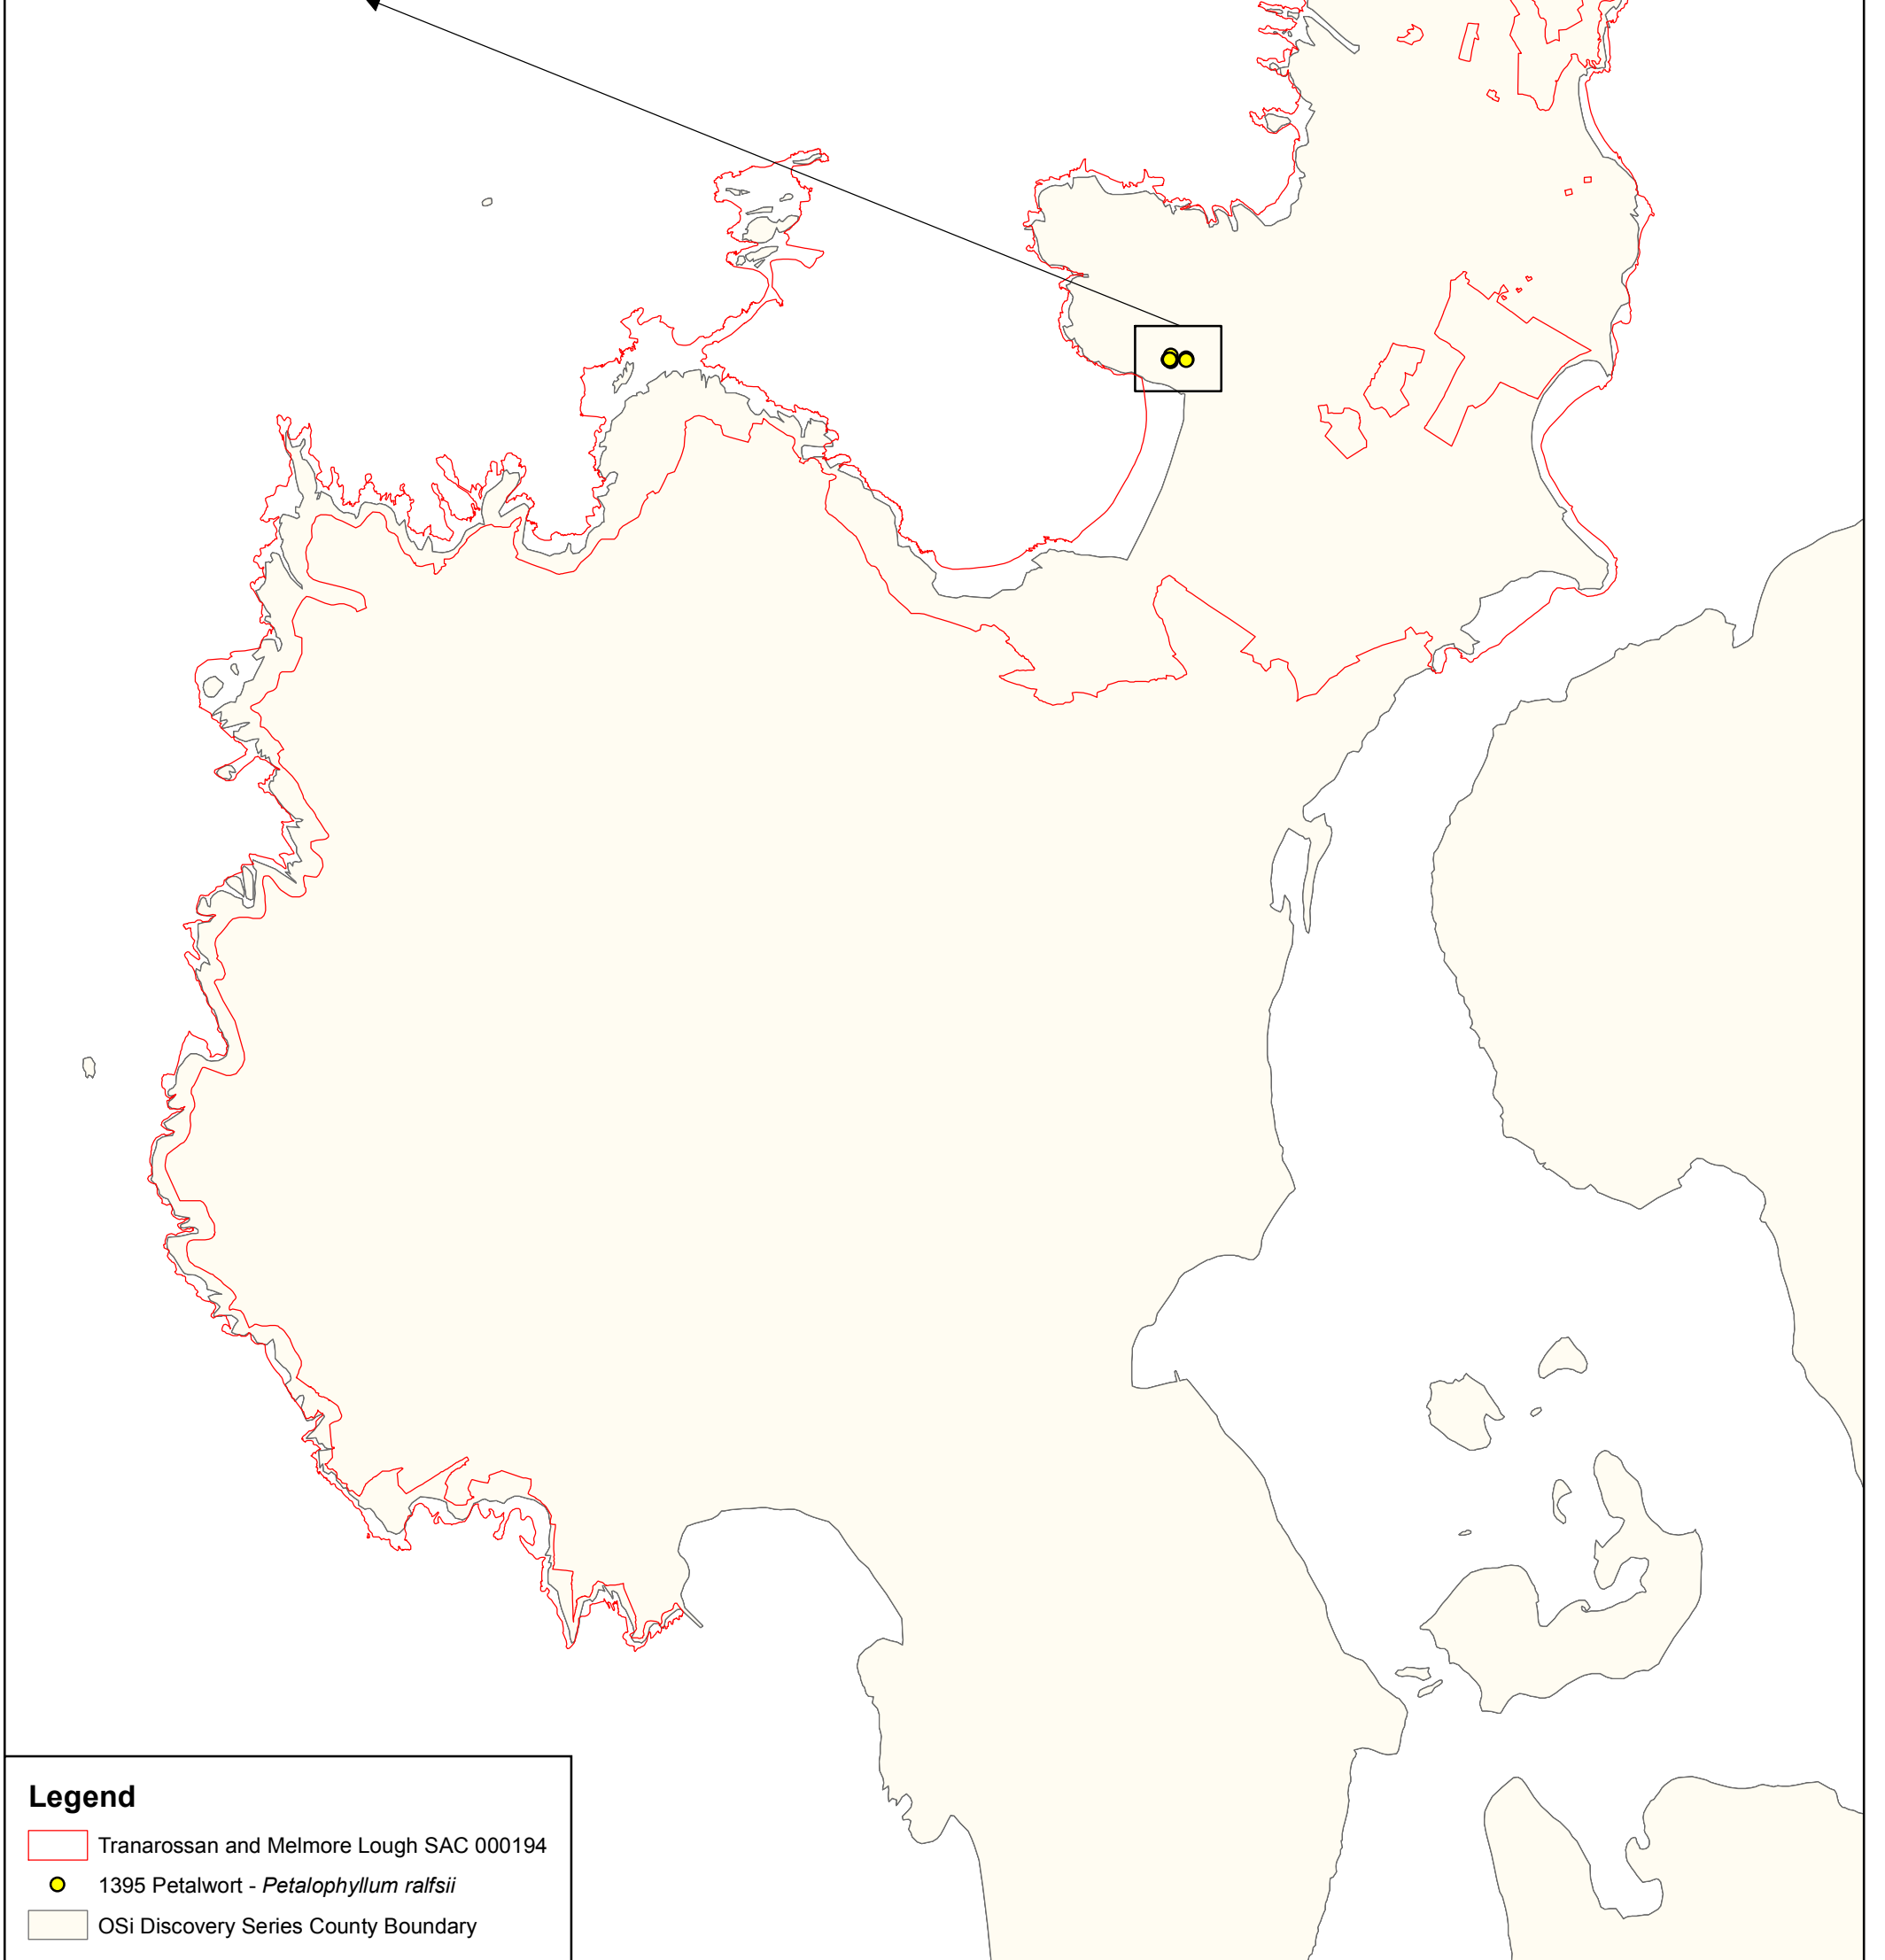 Legend
Tranarossan and Melmore Lough SAC 000194
1395 Petalwort - Petalophyllum ralfsii
OSi Discovery Series County Boundary